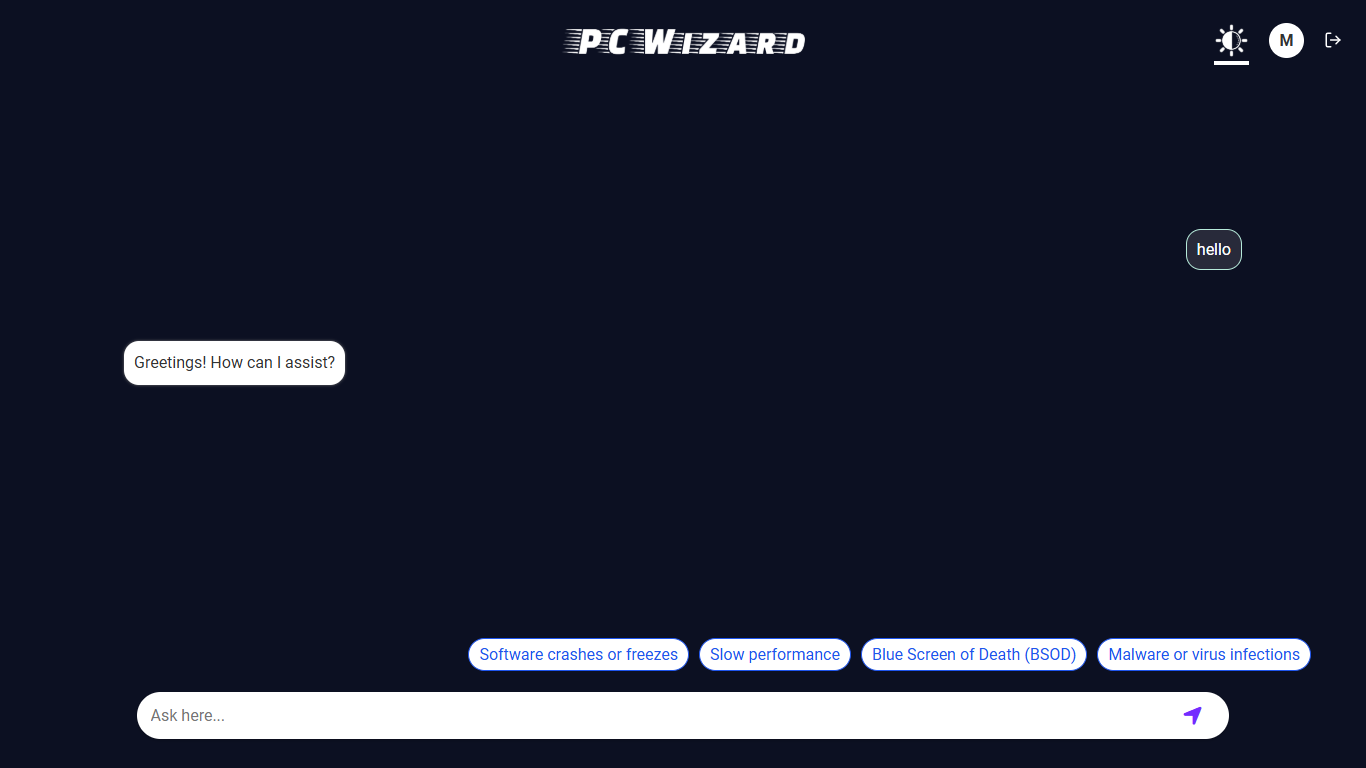 PC WIZARD
M
hello
Greetings! How can I assist?
Software crashes or freezes
Slow performance
Blue Screen of Death (BSOD)
Malware or virus infections
Ask here...